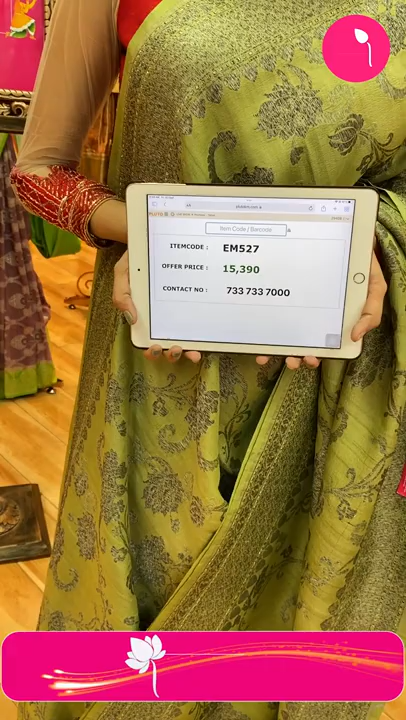 Item Code / Barcode
ITEMCODE : EM527
OFFER PRICE : 15,390
CONTACT NO : 733 733 7000